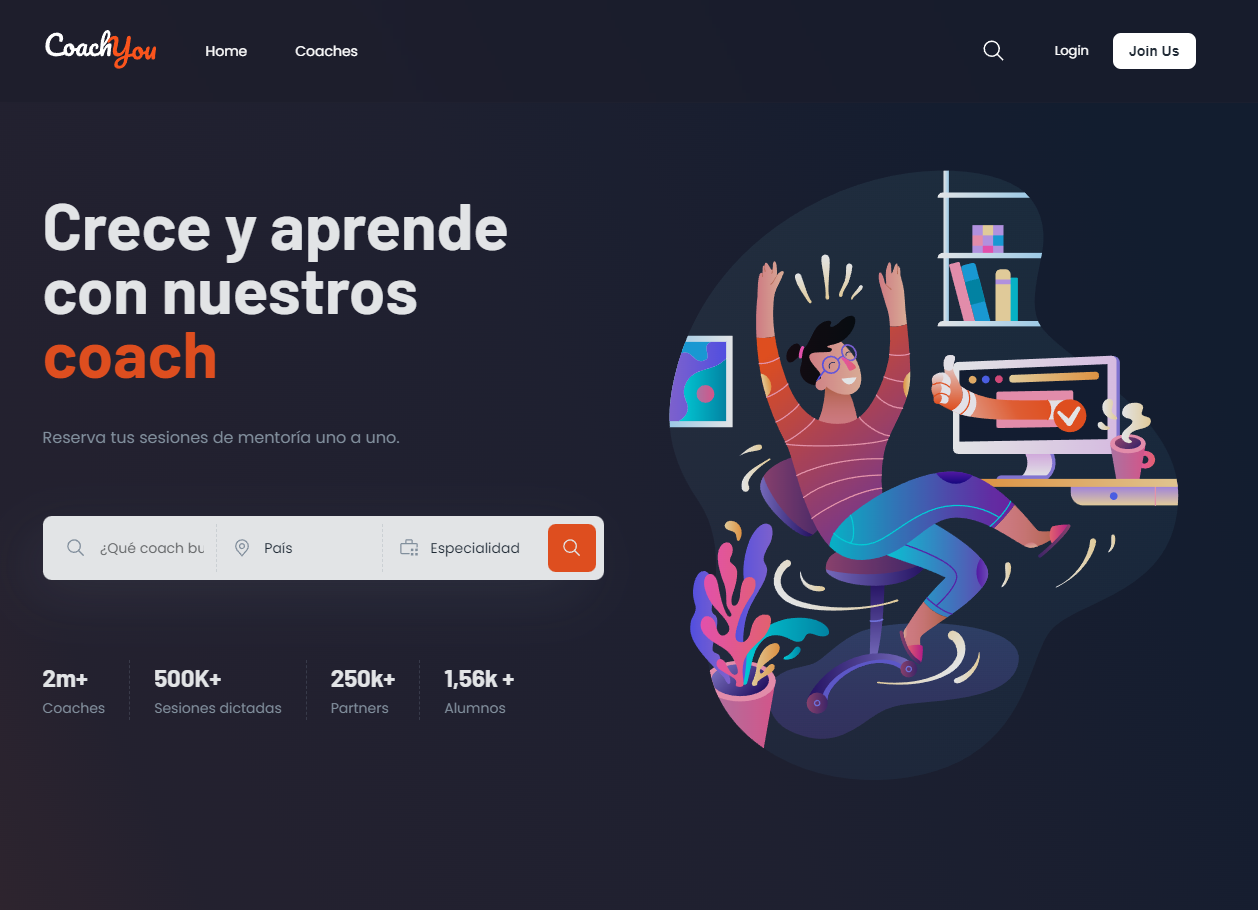 CoachYou
Home
Coaches
Login
Join Us
Crece y aprende
con nuestros
coach
Reserva tus sesiones de mentoría uno a uno.
¿Qué coach bu
País
Especialidad
2m+
Coaches
500K+
Sesiones dictadas
250k+
Partners
1,56k +
Alumnos